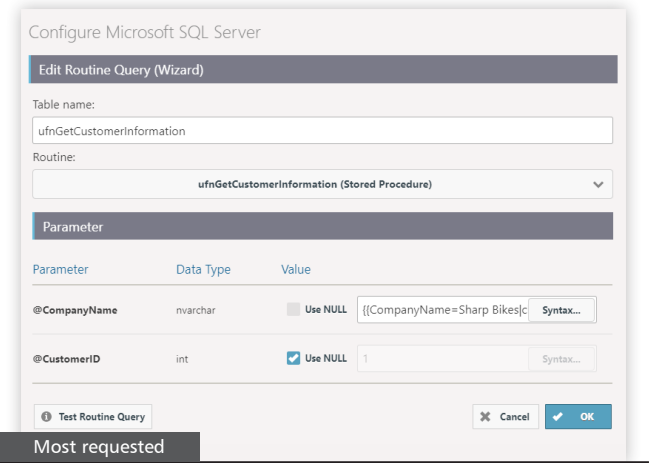 Configure Microsoft SQL Server
Edit Routine Query (Wizard)
Table name:
ufnGetCustomerInformation
Routine:
ufnGetCustomerInformation (Stored Procedure)
Parameter
Parameter Data Type Value
@CompanyName nvarchar Use NULL {{CompanyName=Sharp Bikes|c Syntax...
@CustomerID int Use NULL 1 Syntax...
Test Routine Query Cancel OK
Most requested